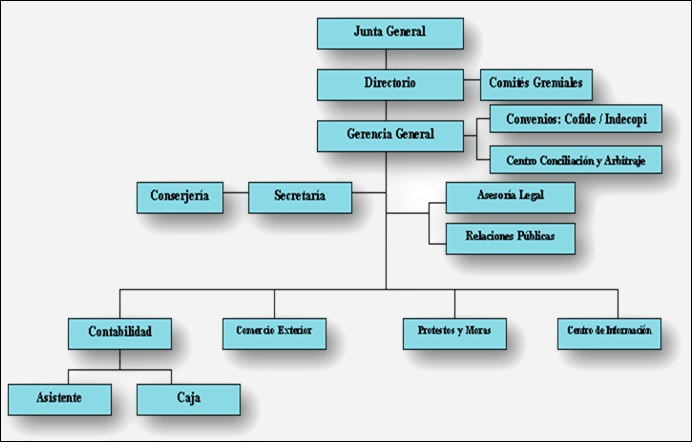 Junta General
Directorio
Comités Gremiales
Gerencia General
Convenios: Cofide / Indecopi
Centro Conciliación y Arbitraje
Conserjería
Secretaría
Asesoría Legal
Relaciones Públicas
Contabilidad
Comercio Exterior
Protestos y Moras
Centro de Información
Asistente
Caja